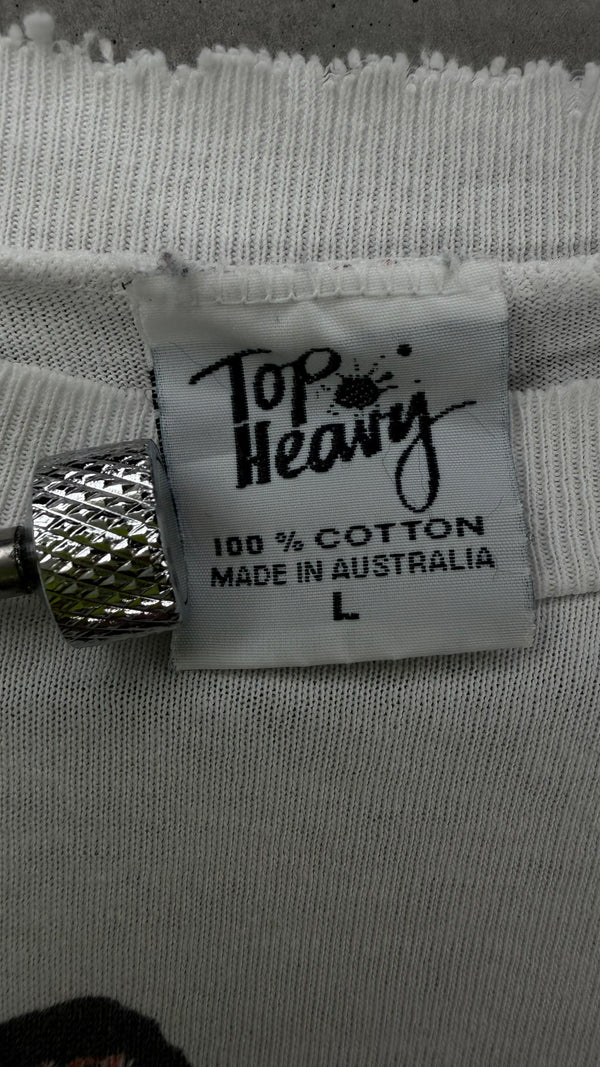 Top
Heavy
100 % COTTON
MADE IN AUSTRALIA
L